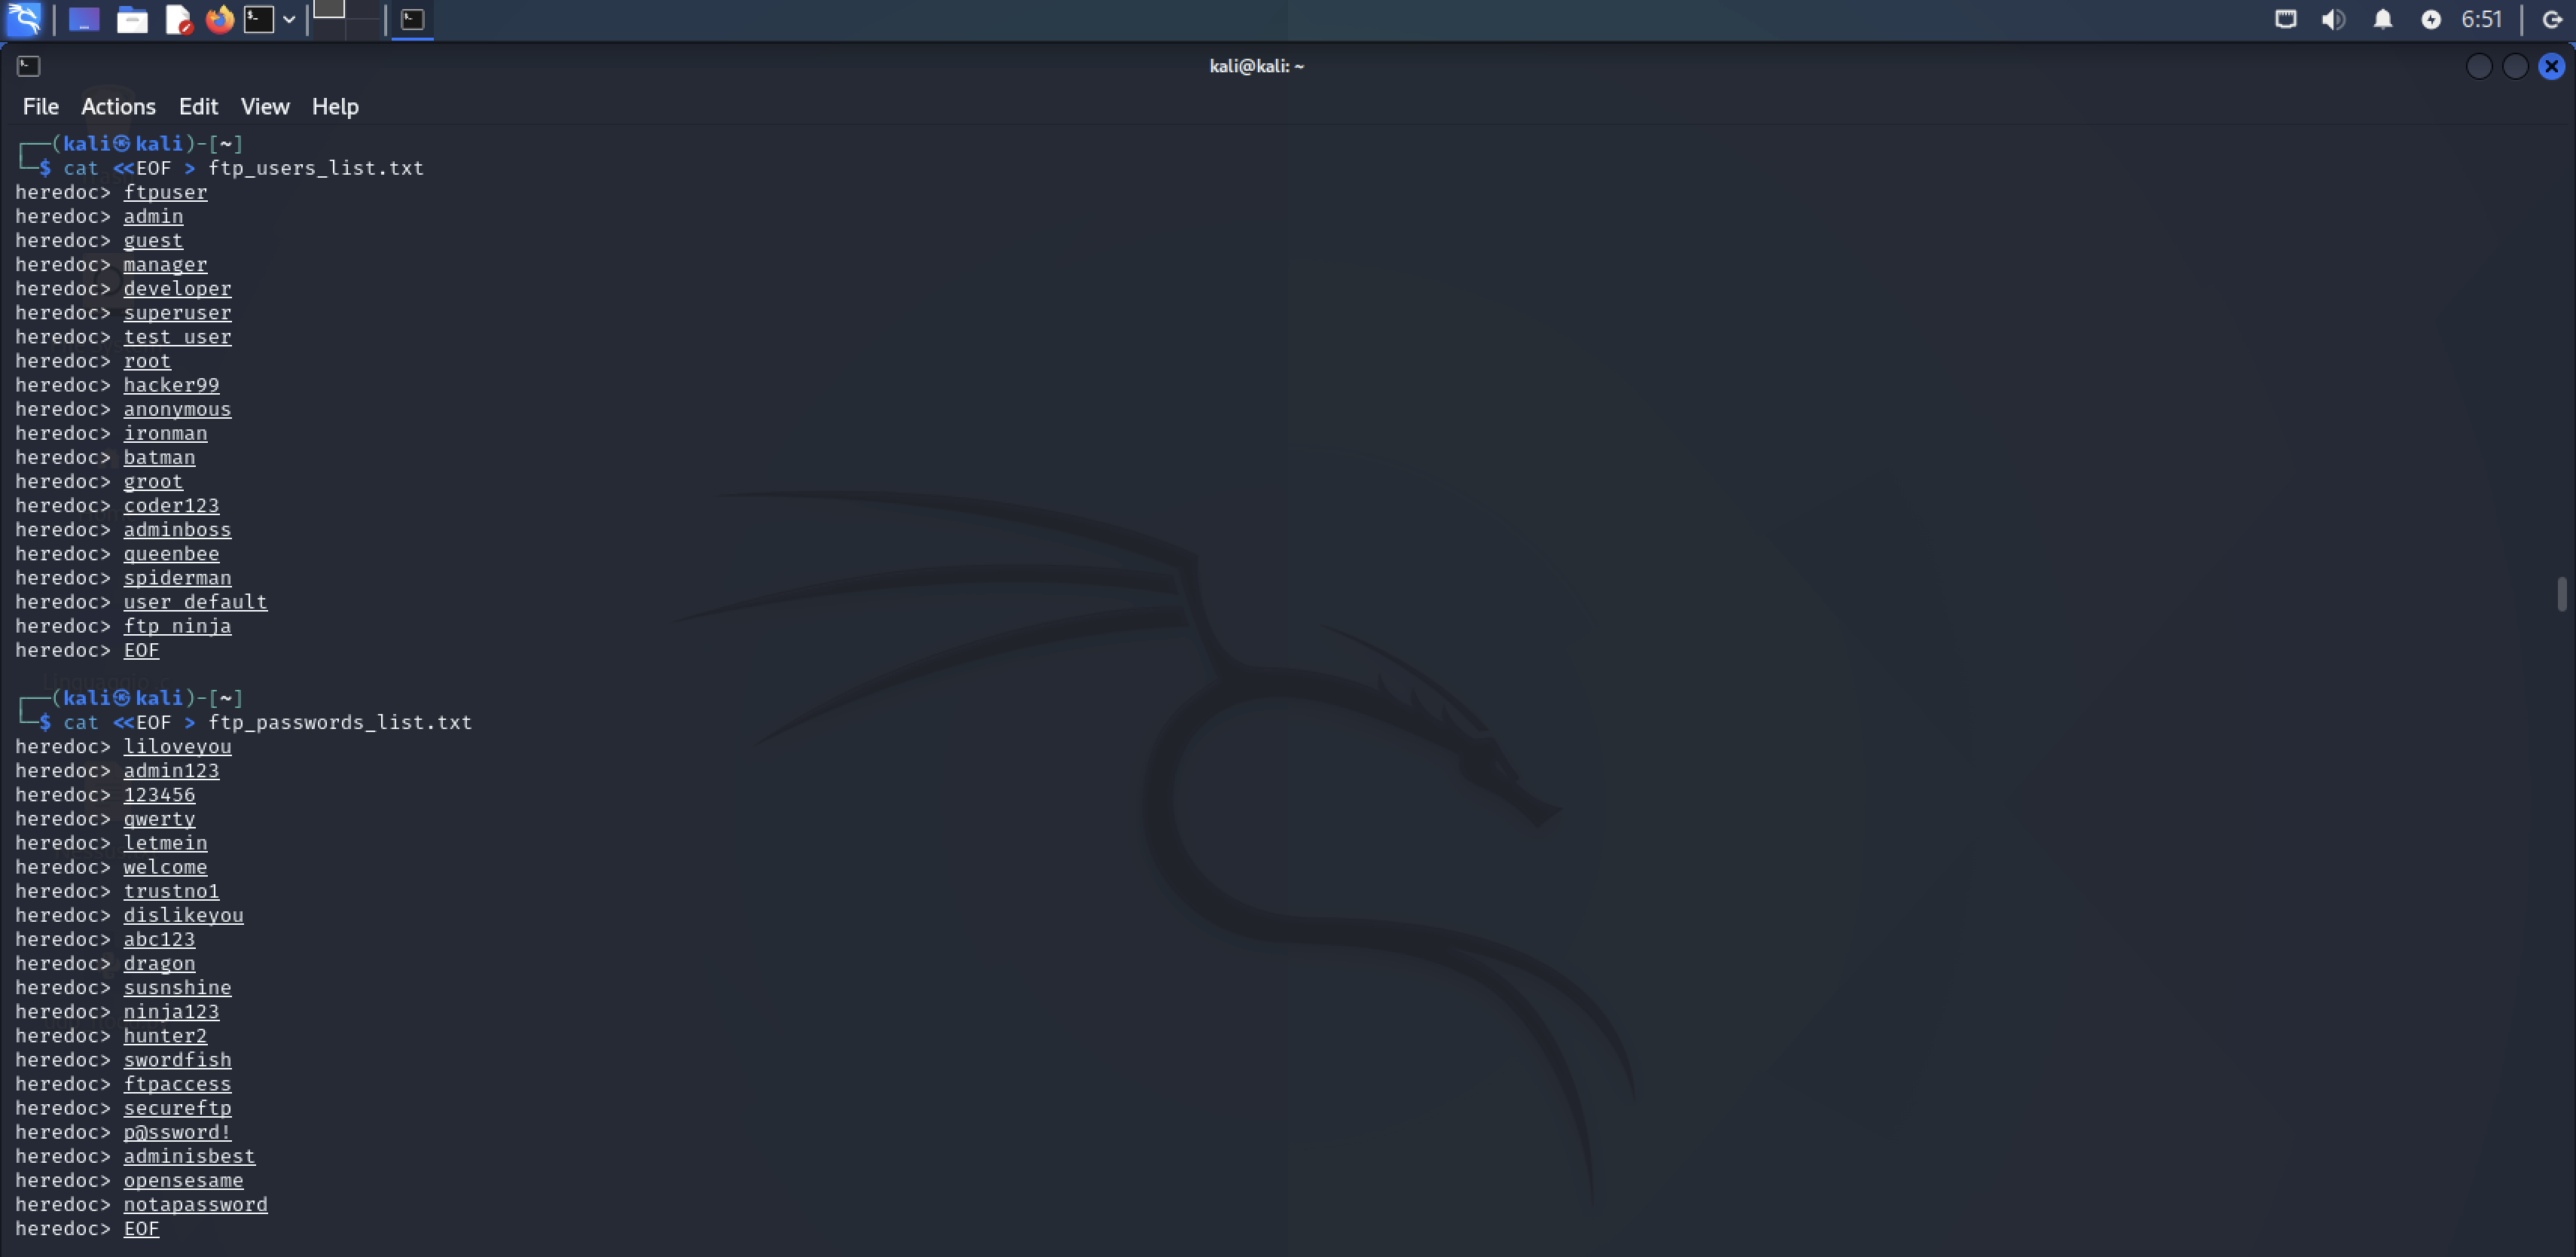 6:51
kali@kali: ~
File Actions Edit View Help
┌──(kali㉿kali)-[~]
└─$ cat <<EOF > ftp_users_list.txt
heredoc> ftpuser
heredoc> admin
heredoc> guest
heredoc> manager
heredoc> developer
heredoc> superuser
heredoc> test_user
heredoc> root
heredoc> hacker99
heredoc> anonymous
heredoc> ironman
heredoc> batman
heredoc> groot
heredoc> coder123
heredoc> adminboss
heredoc> queenbee
heredoc> spiderman
heredoc> user_default
heredoc> ftp_ninja
heredoc> EOF
┌──(kali㉿kali)-[~]
└─$ cat <<EOF > ftp_passwords_list.txt
heredoc> liloveyou
heredoc> admin123
heredoc> 123456
heredoc> qwerty
heredoc> letmein
heredoc> welcome
heredoc> trustno1
heredoc> dislikeyou
heredoc> abc123
heredoc> dragon
heredoc> susnshine
heredoc> ninja123
heredoc> hunter2
heredoc> swordfish
heredoc> ftpaccess
heredoc> secureftp
heredoc> p@ssword!
heredoc> adminisbest
heredoc> opensesame
heredoc> notapassword
heredoc> EOF